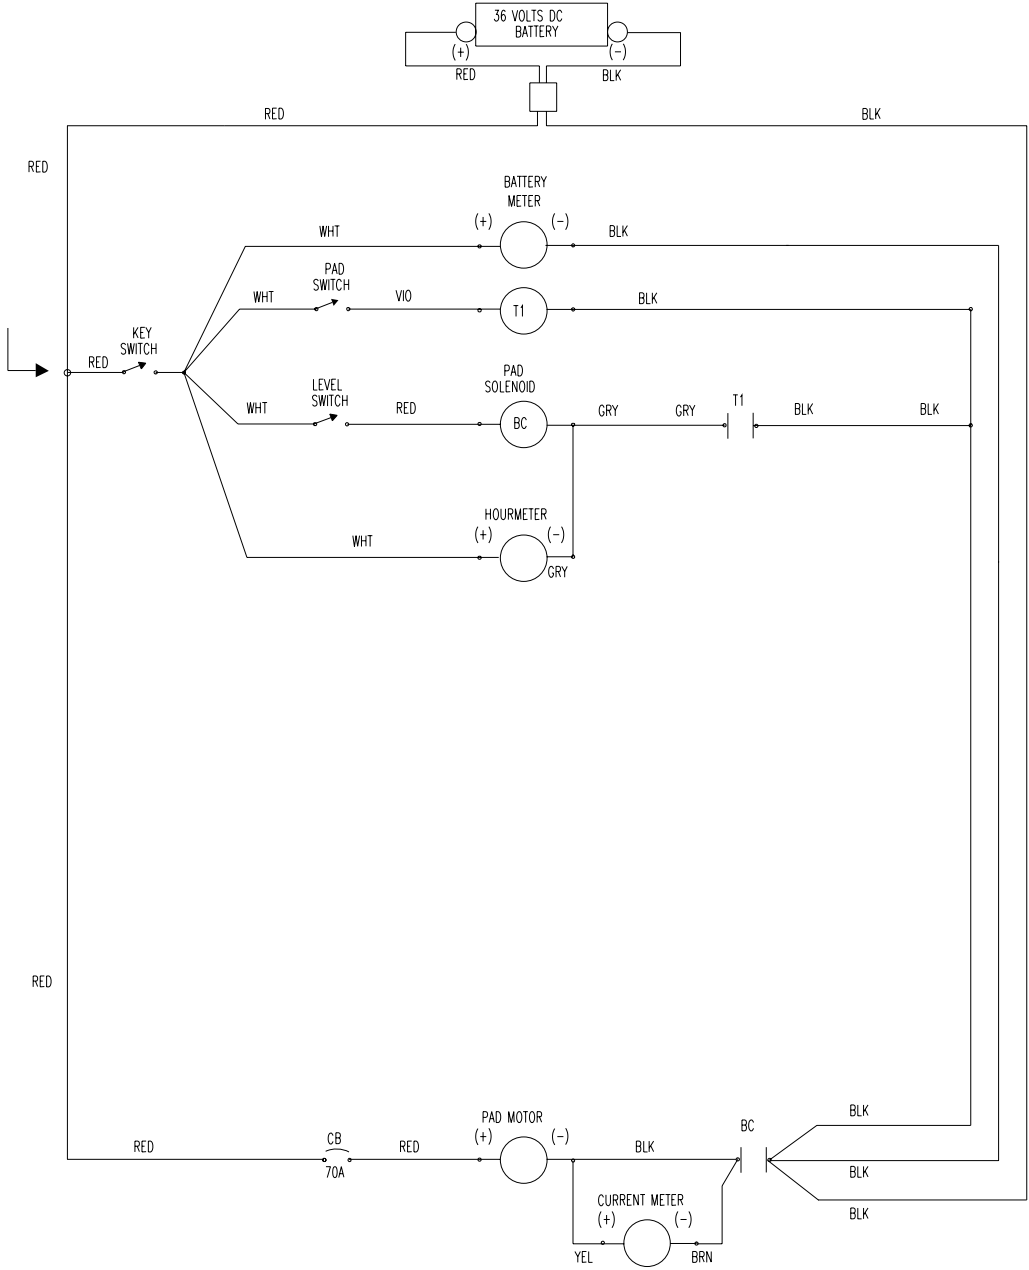 36 VOLTS DC
BATTERY
(+)
(-)
RED
BLK
RED
BLK
RED
BATTERY
METER
(+)
(-)
WHT
BLK
PAD
SWITCH
WHT
VIO
T1
BLK
KEY
SWITCH
RED
LEVEL
SWITCH
WHT
RED
PAD
SOLENOID
BC
GRY
GRY
T1
BLK
BLK
HOURMETER
(+)
(-)
WHT
GRY
RED
PAD MOTOR
(+)
(-)
RED
CB
70A
RED
BLK
BC
BLK
BLK
BLK
CURRENT METER
(+)
(-)
YEL
BRN